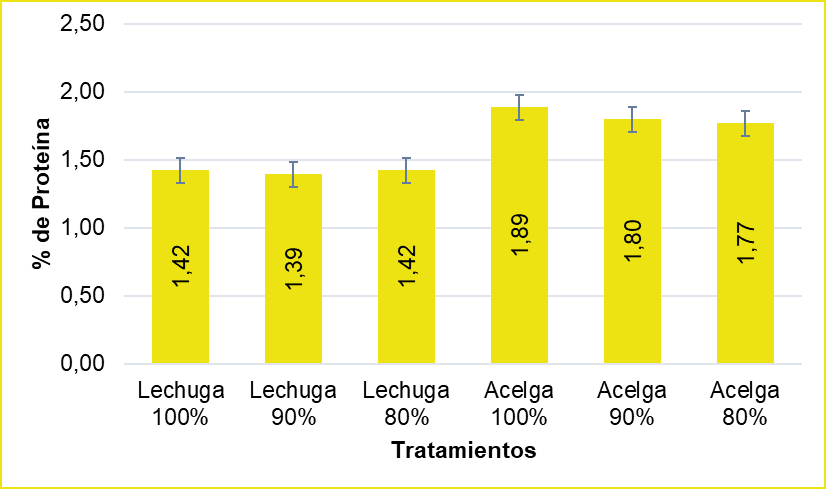 2,50
2,00
1,50
1,00
0,50
0,00
% de Proteína
1,42
1,39
1,42
1,89
1,80
1,77
Lechuga
100%
Lechuga
90%
Lechuga
80%
Acelga
100%
Acelga
90%
Acelga
80%
Tratamientos